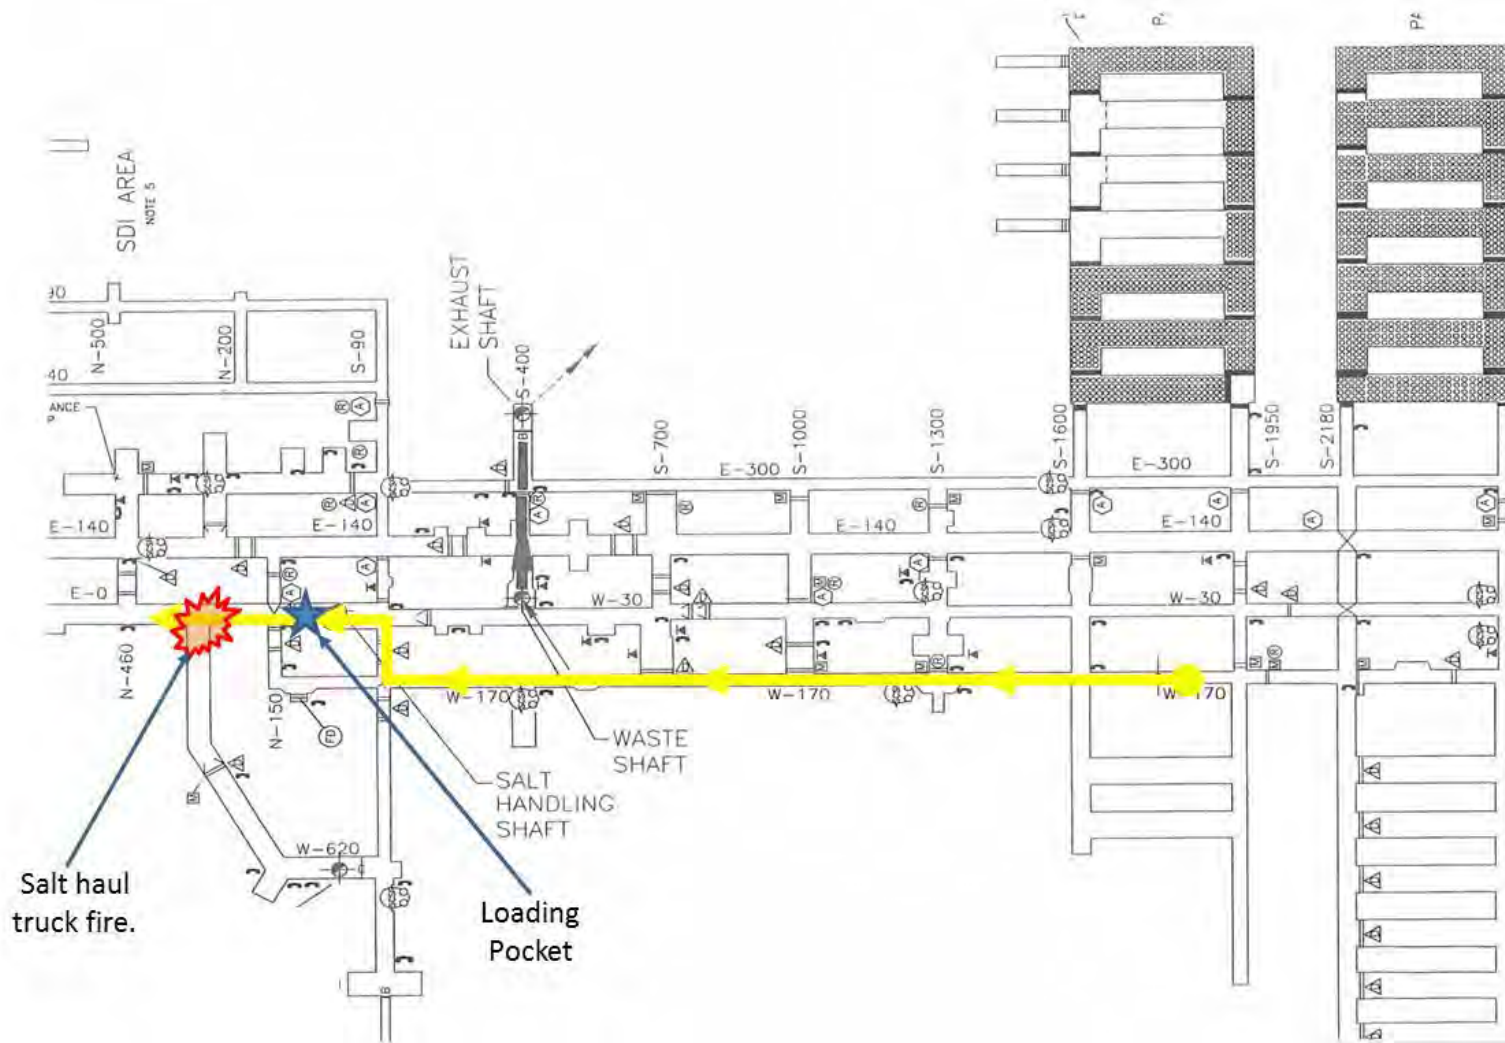 SDI AREA
NOTE 5
EXHAUST
SHAFT
N-500
N-200
S-90
S-400
S-700
S-1000
S-1300
S-1600
S-1950
S-2180
ANCE
E-300
E-300
E-140
E-140
E-140
E-140
E-0
W-30
W-30
N-460
N-150
W-170
W-170
W-170
FD
WASTE
SHAFT
SALT
HANDLING
SHAFT
W-620
Salt haul
truck fire.
Loading
Pocket